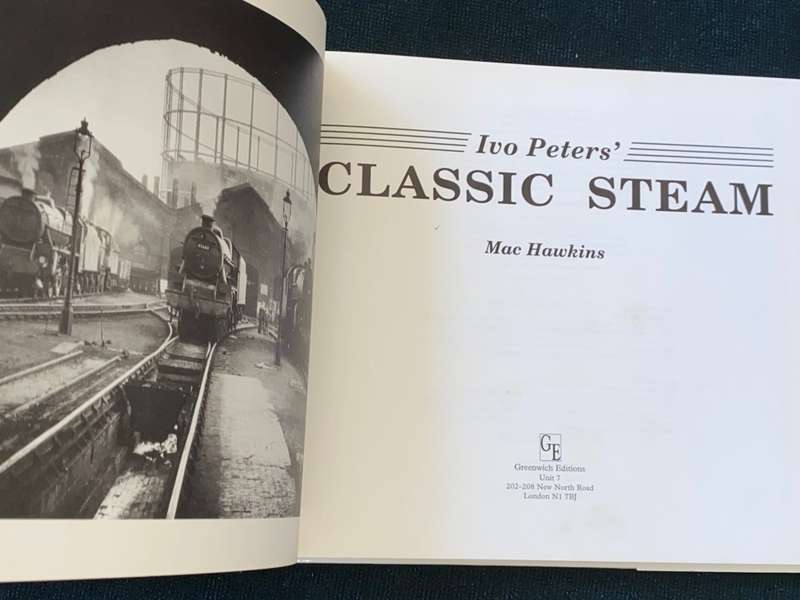 Ivo Peters'
CLASSIC STEAM
Mac Hawkins
GE
Greenwich Editions
Unit 7
202-208 New North Road
London N1 7BJ